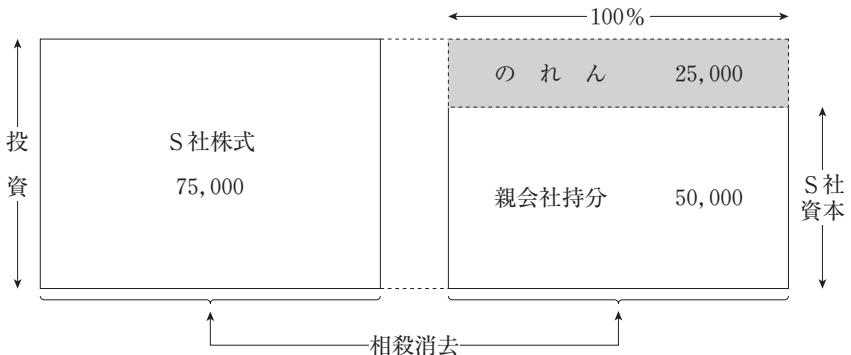 100%
の れ ん 25,000
投資
S社株式
75,000
親会社持分 50,000
S社
資本
相殺消去